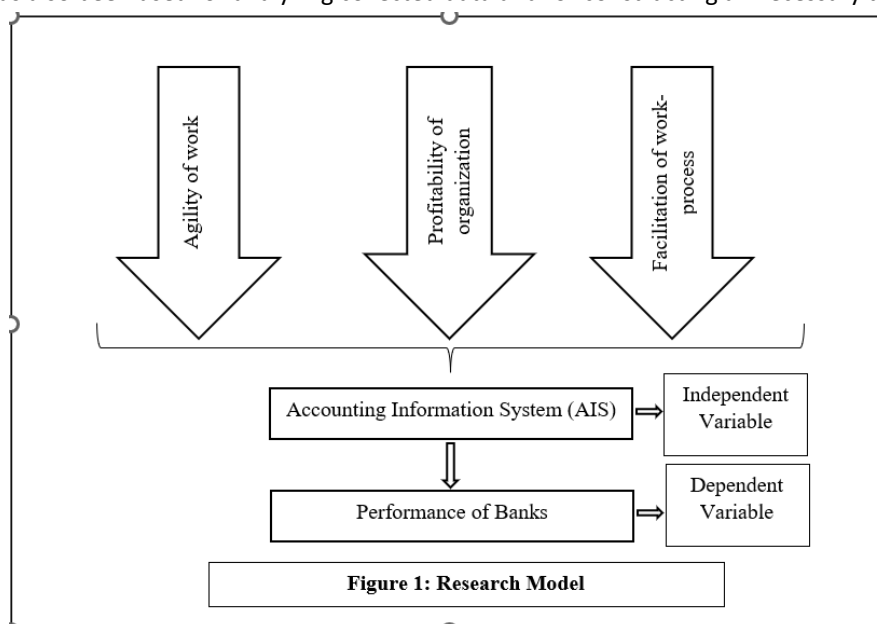 Agility of work
Profitability of
organization
Facilitation of work-
process
Accounting Information System (AIS)
Independent
Variable
Performance of Banks
Dependent
Variable
Figure 1: Research Model